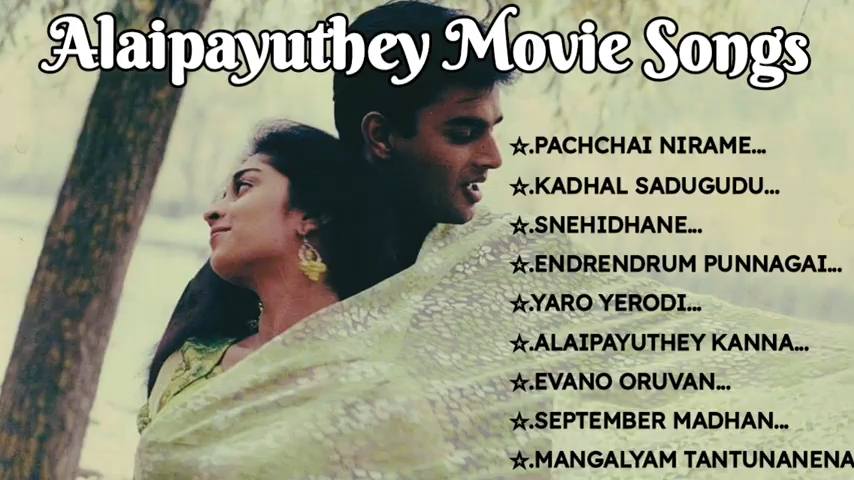 Alaipayuthey Movie Songs
☆.PACHCHAI NIRAME...
☆.KADHAL SADUGUDU...
☆.SNEHIDHANE...
☆.ENDRENDRUM PUNNAGAI...
☆.YARO YERODI...
☆.ALAIPAYUTHEY KANNA...
☆.EVANO ORUVAN...
☆.SEPTEMBER MADHAN...
☆.MANGALYAM TANTUNANENA